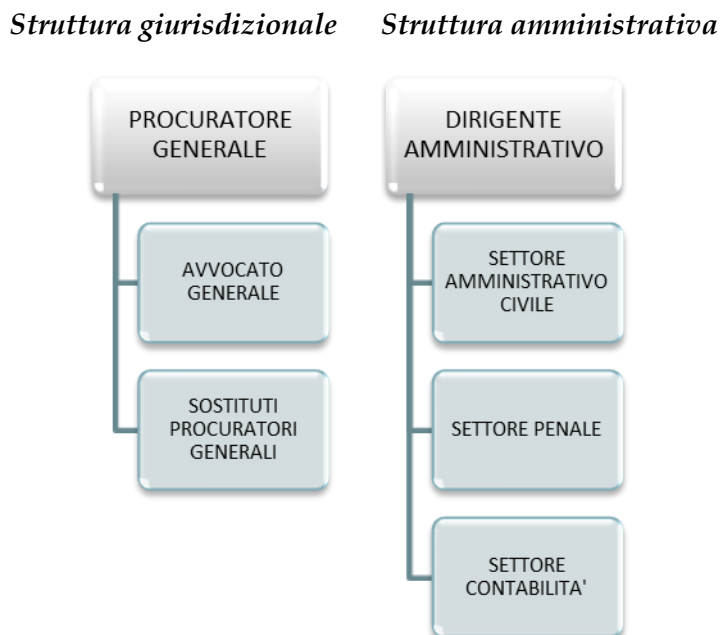 Struttura giurisdizionale
PROCURATORE
GENERALE
AVVOCATO
GENERALE
SOSTITUTI
PROCURATORI
GENERALI
Struttura amministrativa
DIRIGENTE
AMMINISTRATIVO
SETTORE
AMMINISTRATIVO
CIVILE
SETTORE PENALE
SETTORE
CONTABILITA'